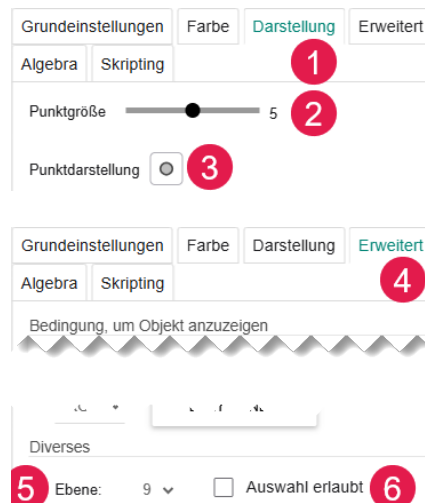 Grundeinstellungen Farbe Darstellung Erweitert
Algebra Skripting 1
Punktgröße 5 2
Punktdarstellung 3
Grundeinstellungen Farbe Darstellung Erweitert
Algebra Skripting 4
Bedingung, um Objekt anzuzeigen
Diverses
5 Ebene: 9 Auswahl erlaubt 6